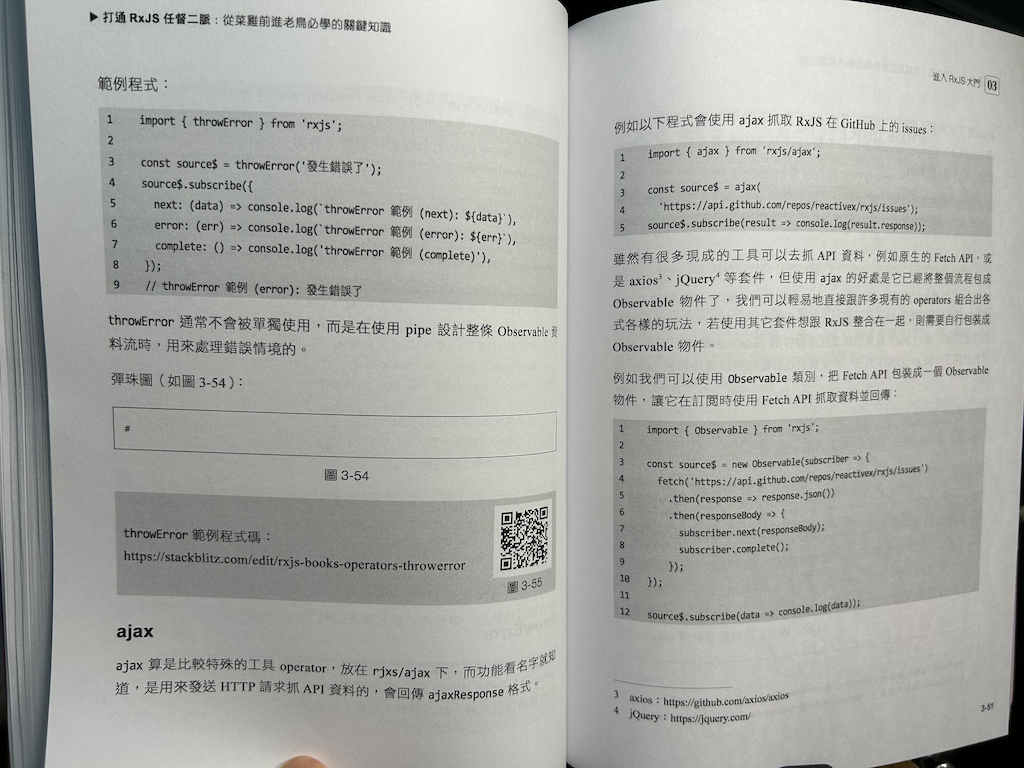 ▶ 打通 RxJS 任督二脈：從菜雞前進老鳥必學的關鍵知識
範例程式：
1 import { throwError } from 'rxjs';
2
3 const source$ = throwError('發生錯誤了');
4 source$.subscribe({
5 next: (data) => console.log(`throwError 範例 (next): ${data}`),
6 error: (err) => console.log(`throwError 範例 (error): ${err}`),
7 complete: () => console.log('throwError 範例 (complete)'),
8 });
9 // throwError 範例 (error): 發生錯誤了
throwError 通常不會被單獨使用，而是在使用 pipe 設計整條 Observable 資
料流時，用來處理錯誤情境的。
彈珠圖（如圖 3-54）：
#
圖 3-54
throwError 範例程式碼：
https://stackblitz.com/edit/rxjs-books-operators-throwerror
圖 3-55
ajax
ajax 算是比較特殊的工具 operator，放在 rjxs/ajax 下，而功能看名字就知
道，是用來發送 HTTP 請求抓 API 資料的，會回傳 ajaxResponse 格式。
進入 RxJS 大門 03
例如以下程式會使用 ajax 抓取 RxJS 在 GitHub 上的 issues：
1 import { ajax } from 'rxjs/ajax';
2
3 const source$ = ajax(
4 'https://api.github.com/repos/reactivex/rxjs/issues');
5 source$.subscribe(result => console.log(result.response));
雖然有很多現成的工具可以去抓 API 資料，例如原生的 Fetch API，或
是 axios³、jQuery⁴ 等套件，但使用 ajax 的好處是它已經將整個流程包成
Observable 物件了，我們可以輕易地直接跟許多現有的 operators 組合出各
式各樣的玩法，若使用其它套件想跟 RxJS 整合在一起，則需要自行包裝成
Observable 物件。
例如我們可以使用 Observable 類別，把 Fetch API 包裝成一個 Observable
物件，讓它在訂閱時使用 Fetch API 抓取資料並回傳：
1 import { Observable } from 'rxjs';
2
3 const source$ = new Observable(subscriber => {
4 fetch('https://api.github.com/repos/reactivex/rxjs/issues')
5 .then(response => response.json())
6 .then(responseBody => {
7 subscriber.next(responseBody);
8 subscriber.complete();
9 });
10 });
11
12 source$.subscribe(data => console.log(data));
3 axios：https://github.com/axios/axios
4 jQuery：https://jquery.com/
3-51